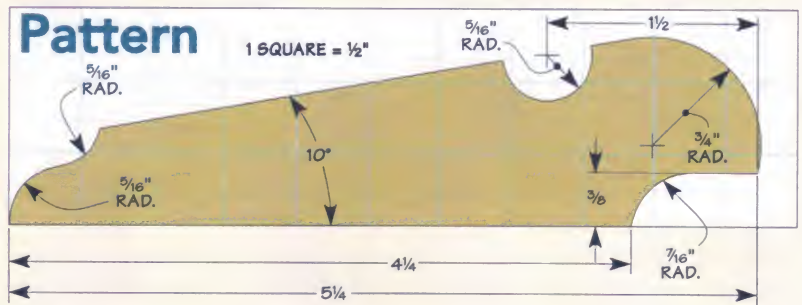 Pattern
1 SQUARE = ½"
5/16"
RAD.
5/16"
RAD.
1½
5/16"
RAD.
10°
3/8
3/4"
RAD.
7/16"
RAD.
4¼
5¼